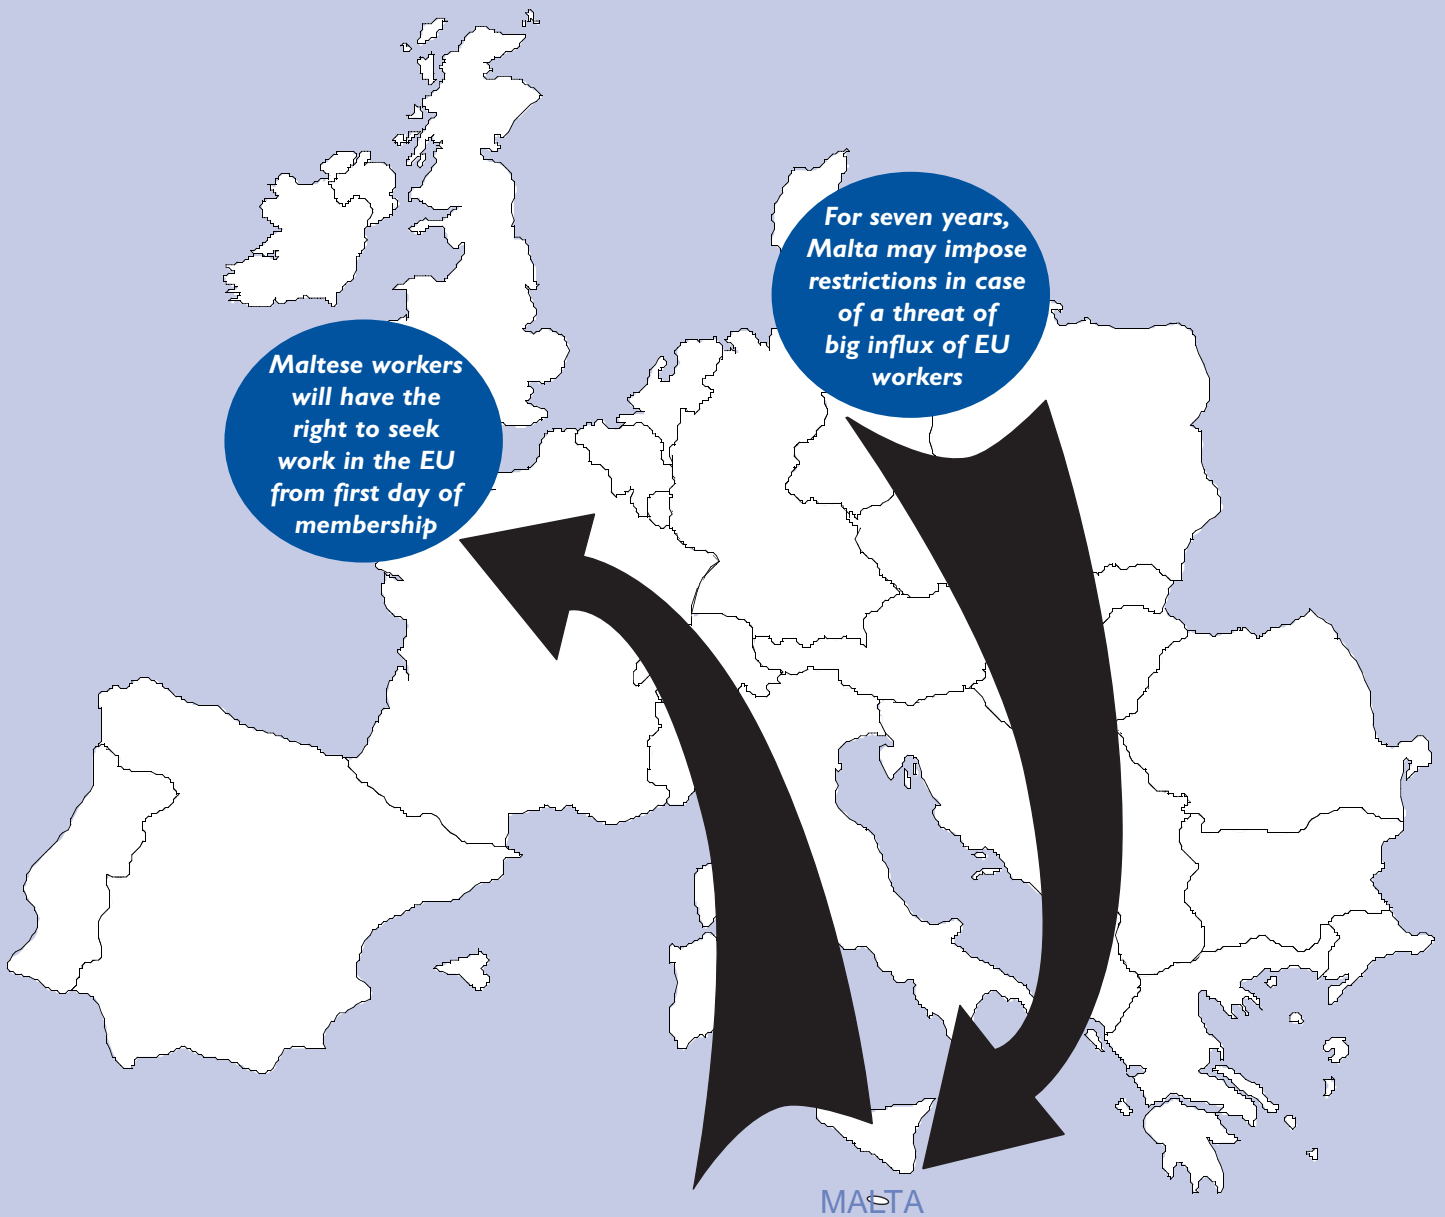 For seven years,
Malta may impose
restrictions in case
of a threat of
big influx of EU
workers
Maltese workers
will have the
right to seek
work in the EU
from first day of
membership
MALTA